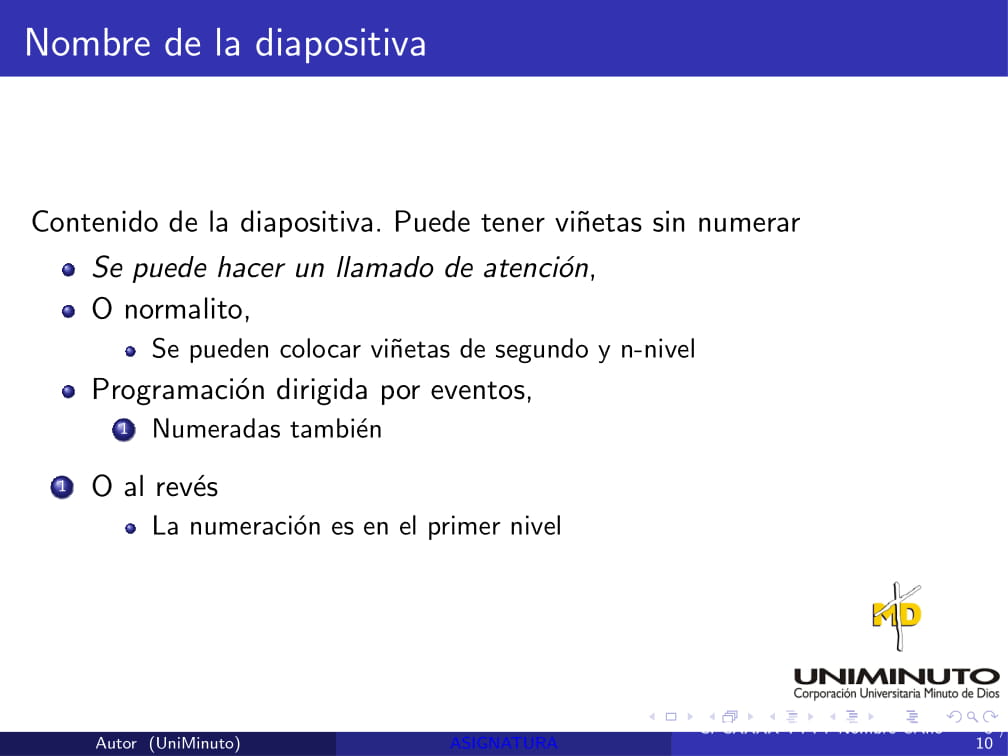 Nombre de la diapositiva
Contenido de la diapositiva. Puede tener viñetas sin numerar
Se puede hacer un llamado de atención,
O normalito,
Se pueden colocar viñetas de segundo y n-nivel
Programación dirigida por eventos,
1 Numeradas también
1 O al revés
La numeración es en el primer nivel
MD
UNIMINUTO
Corporación Universitaria Minuto de Dios
Autor (UniMinuto)
ASIGNATURA
10